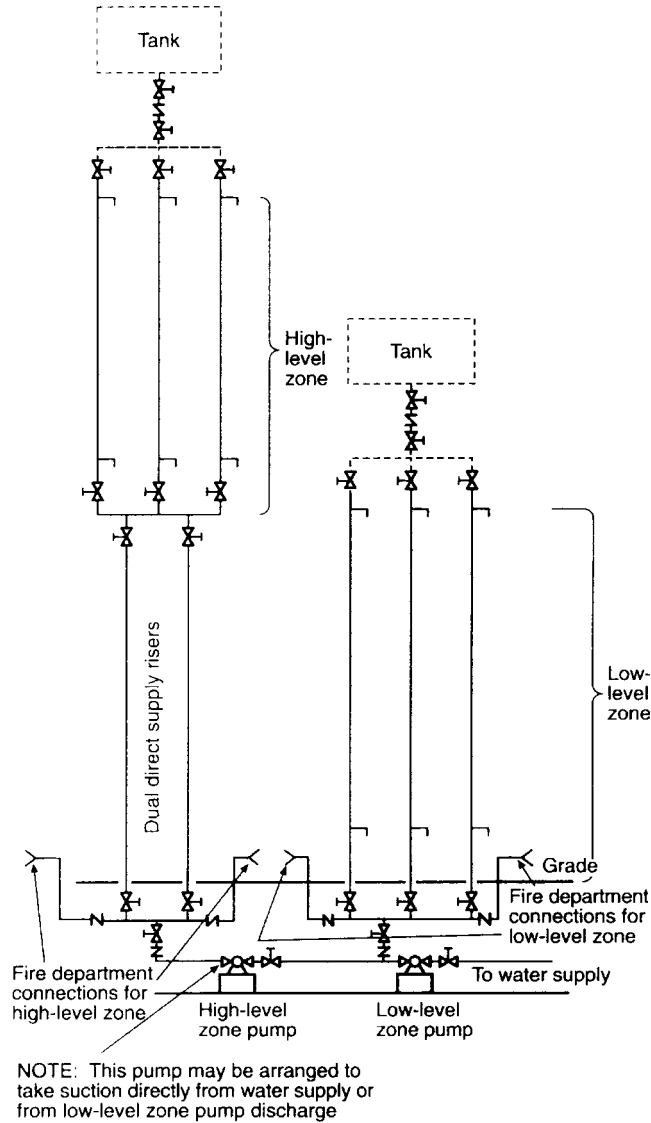 Tank
High-
level
zone
Tank
Dual direct supply risers
Low-
level
zone
Grade
Fire department
connections for
low-level zone
Fire department
connections for
high-level zone
To water supply
High-level
zone pump
Low-level
zone pump
NOTE: This pump may be arranged to
take suction directly from water supply or
from low-level zone pump discharge